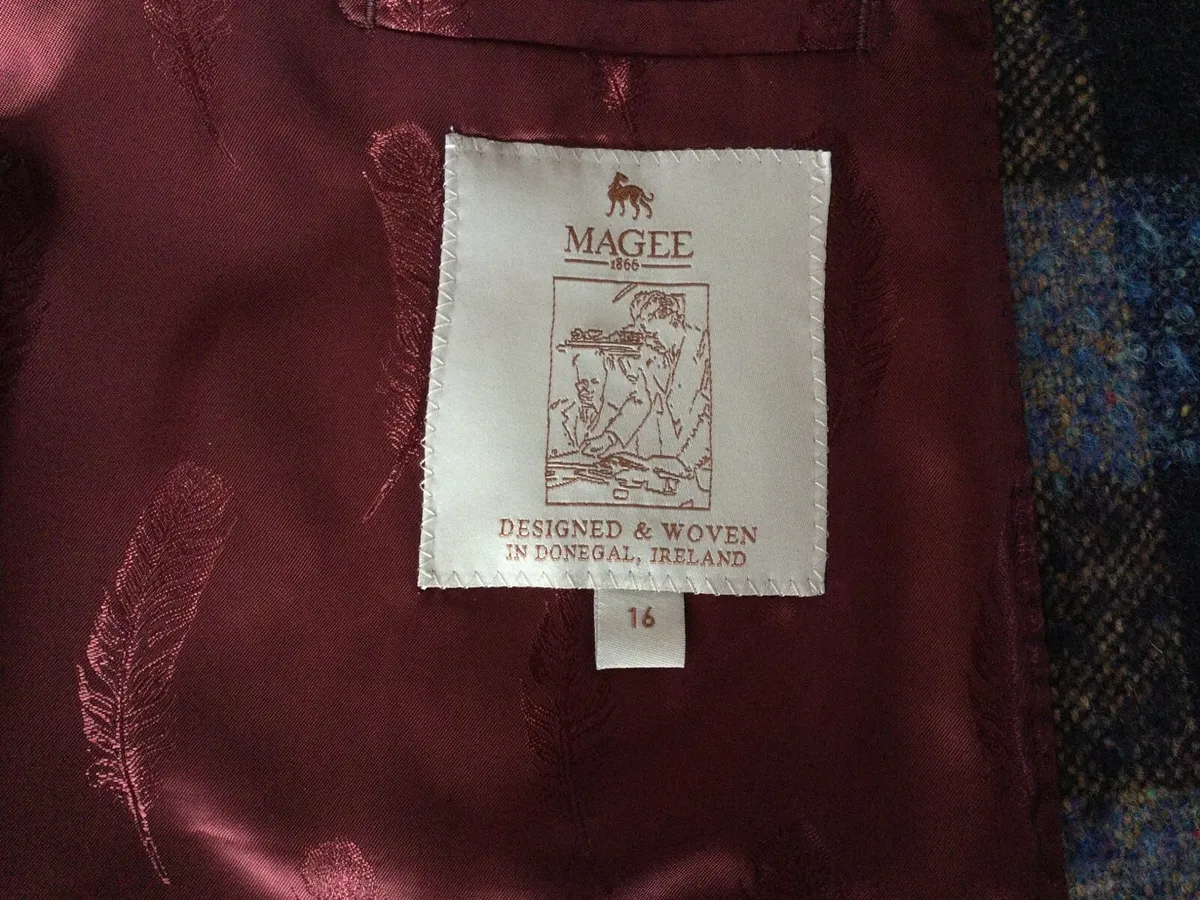 MAGEE
1866
DESIGNED & WOVEN
IN DONEGAL, IRELAND
16